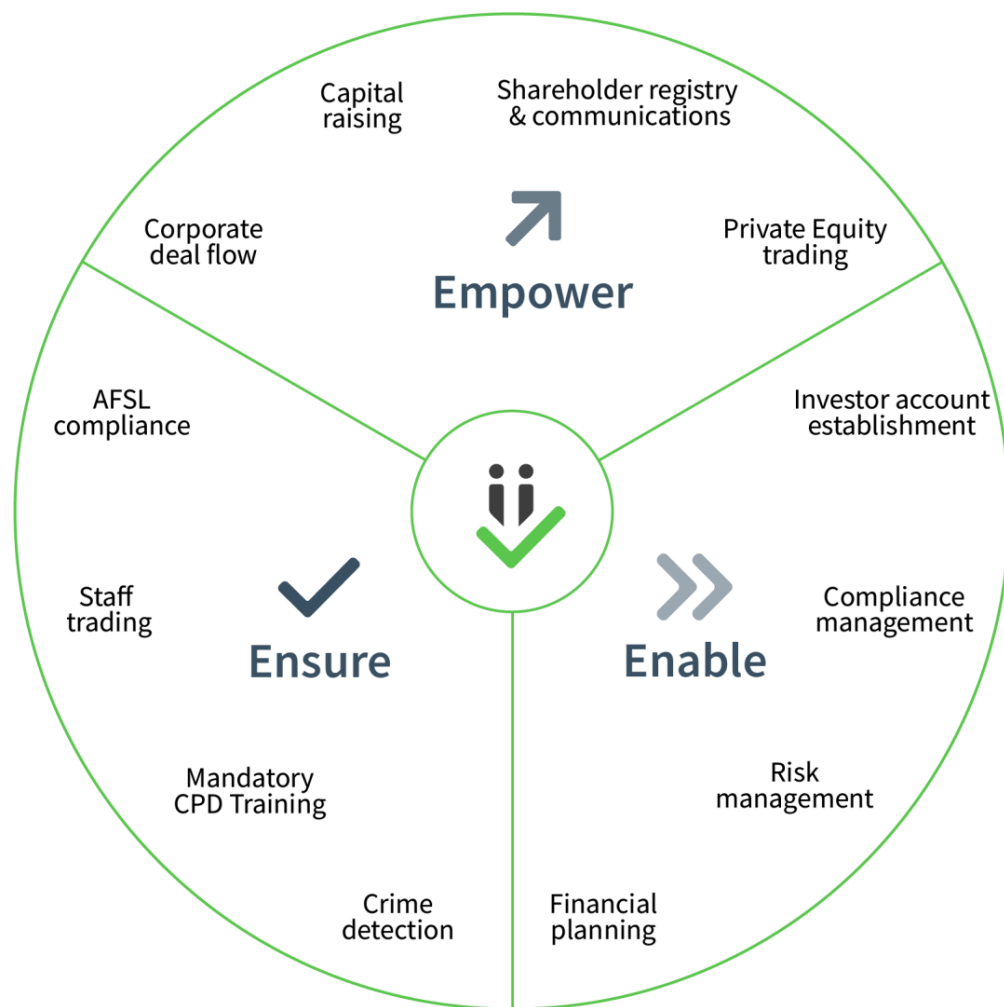 Capital
raising
Shareholder registry
& communications
Corporate
deal flow
Private Equity
trading
Empower
AFSL
compliance
Investor account
establishment
Staff
trading
Compliance
management
Ensure
Enable
Mandatory
CPD Training
Risk
management
Crime
detection
Financial
planning